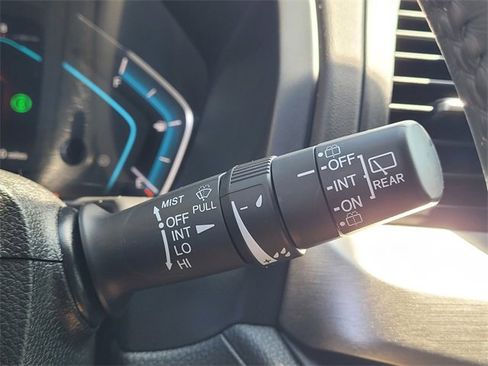 MIST
OFF
INT
LO
HI
PULL
OFF
INT
ON
REAR